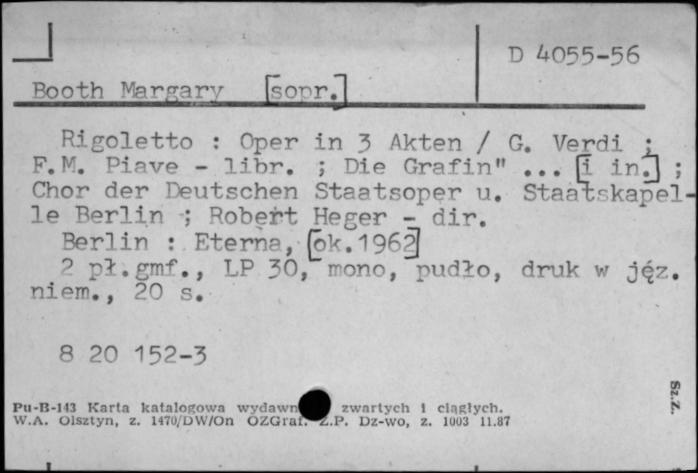 D 4055-56
Booth Margary [sopr.]
Rigoletto : Oper in 3 Akten / G. Verdi ;
F.M. Piave - libr. ; Die Grafin" ... [i in.] ;
Chor der Deutschen Staatsoper u. Staatskapel-
le Berlin ; Robert Heger - dir.
Berlin : Eterna, [ok.1962]
2 pł.gmf., LP 30, mono, pudło, druk w jęz.
niem., 20 s.
8 20 152-3
Sz.Z.
Pu-B-143 Karta katalogowa wydawn zwartych i ciągłych.
W.A. Olsztyn, z. 1470/DW/On OZGraf. Z.P. Dz-wo, z. 1003 11.87